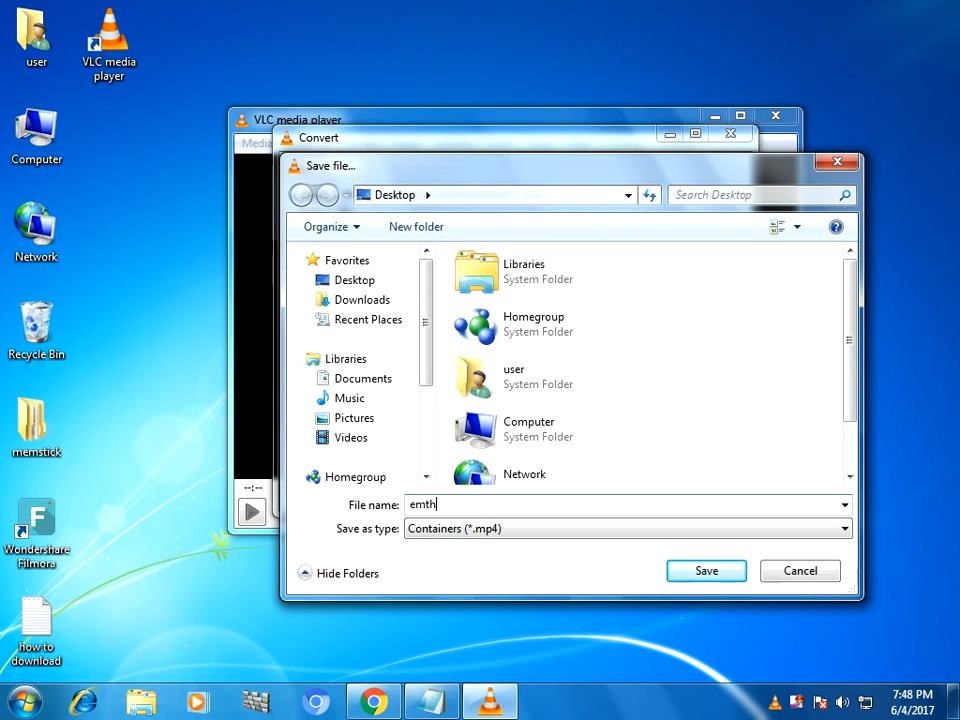 user
VLC media
player
Computer
Network
Recycle Bin
memstick
F
Wondershare
Filmora
how to
download
VLC media player
Media
Convert
Save file...
Desktop
Search Desktop
Organize
New folder
Favorites
Desktop
Downloads
Recent Places
Libraries
Documents
Music
Pictures
Videos
Homegroup
Libraries
System Folder
Homegroup
System Folder
user
System Folder
Computer
System Folder
Network
--:--
File name: emth
Save as type: Containers (*.mp4)
Hide Folders
Save
Cancel
7:48 PM
6/4/2017